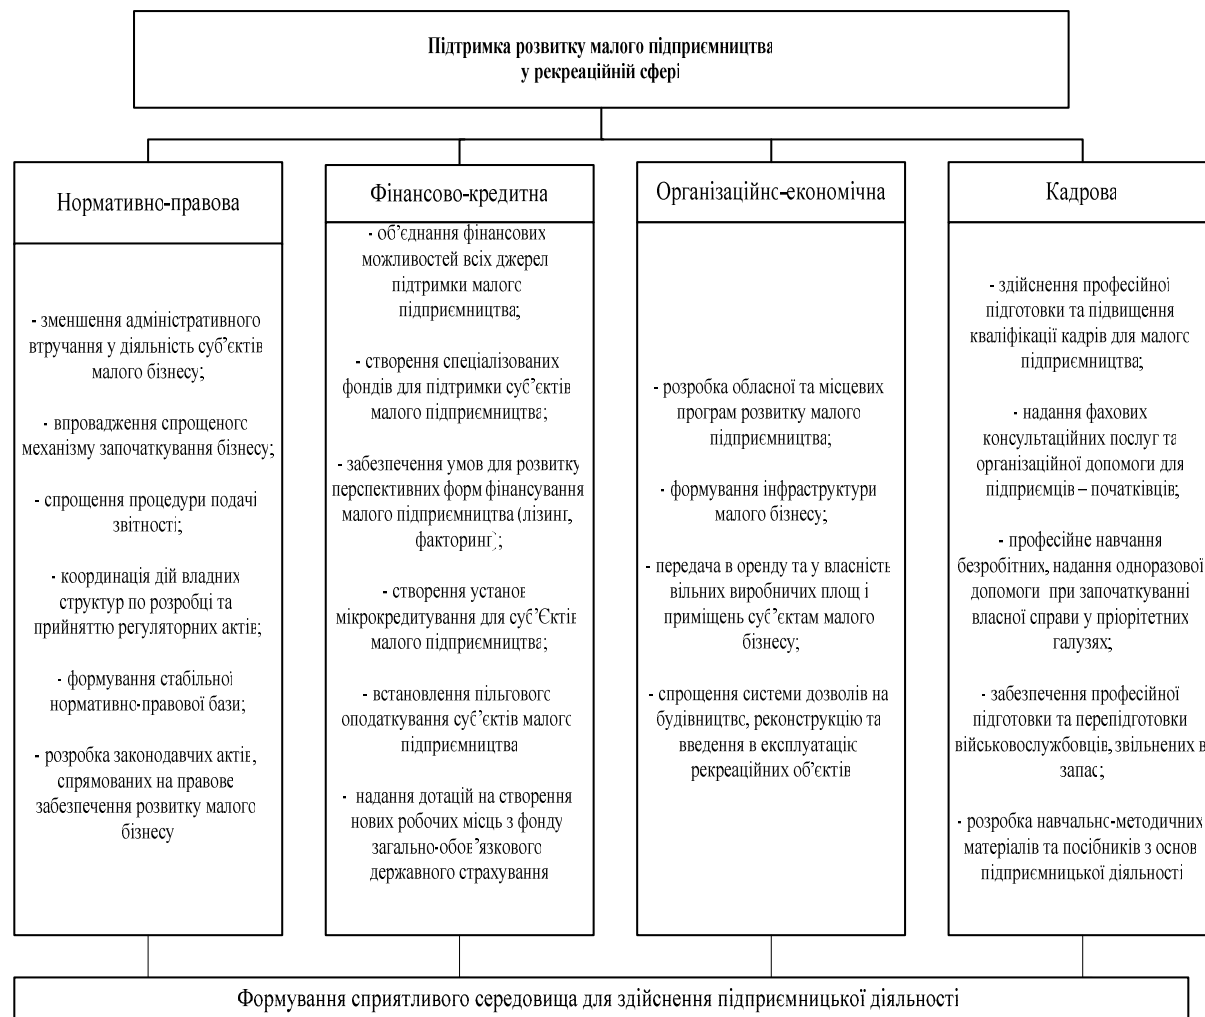 Підтримка розвитку малого підприємництва
у рекреаційній сфері
Нормативно-правова
- зменшення адміністративного
втручання у діяльність суб’єктів
малого бізнесу;
- впровадження спрощеного
механізму започаткування бізнесу;
- спрощення процедури подачі
звітності;
- координація дій владних
структур по розробці та
прийняттю регуляторних актів;
- формування стабільної
нормативно-правової бази;
- розробка законодавчих актів,
спрямованих на правове
забезпечення розвитку малого
бізнесу
Фінансово-кредитна
- об’єднання фінансових
можливостей всіх джерел
підтримки малого
підприємництва;
- створення спеціалізованих
фондів для підтримки суб’єктів
малого підприємництва;
- забезпечення умов для розвитку
перспективних форм фінансування
малого підприємництва (лізинг,
факторинг);
- створення установ
мікрокредитування для суб’Єктів
малого підприємництва;
- встановлення пільгового
оподаткування суб’єктів малого
підприємництва
- надання дотацій на створення
нових робочих місць з фонду
загально-обов’язкового
державного страхування
Організаційно-економічна
- розробка обласної та місцевих
програм розвитку малого
підприємництва;
- формування інфраструктури
малого бізнесу;
- передача в оренду та у власність
вільних виробничих площ і
приміщень суб’єктам малого
бізнесу;
- спрощення системи дозволів на
будівництво, реконструкцію та
введення в експлуатацію
рекреаційних об’єктів
Кадрова
- здійснення професійної
підготовки та підвищення
кваліфікації кадрів для малого
підприємництва;
- надання фахових
консультаційних послуг та
організаційної допомоги для
підприємців – початківців;
- професійне навчання
безробітних, надання одноразової
допомоги при започаткуванні
власної справи у пріоритетних
галузях;
- забезпечення професійної
підготовки та перепідготовки
військовослужбовців, звільнених в
запас;
- розробка навчально-методичних
матеріалів та посібників з основ
підприємницької діяльності
Формування сприятливого середовища для здійснення підприємницької діяльності